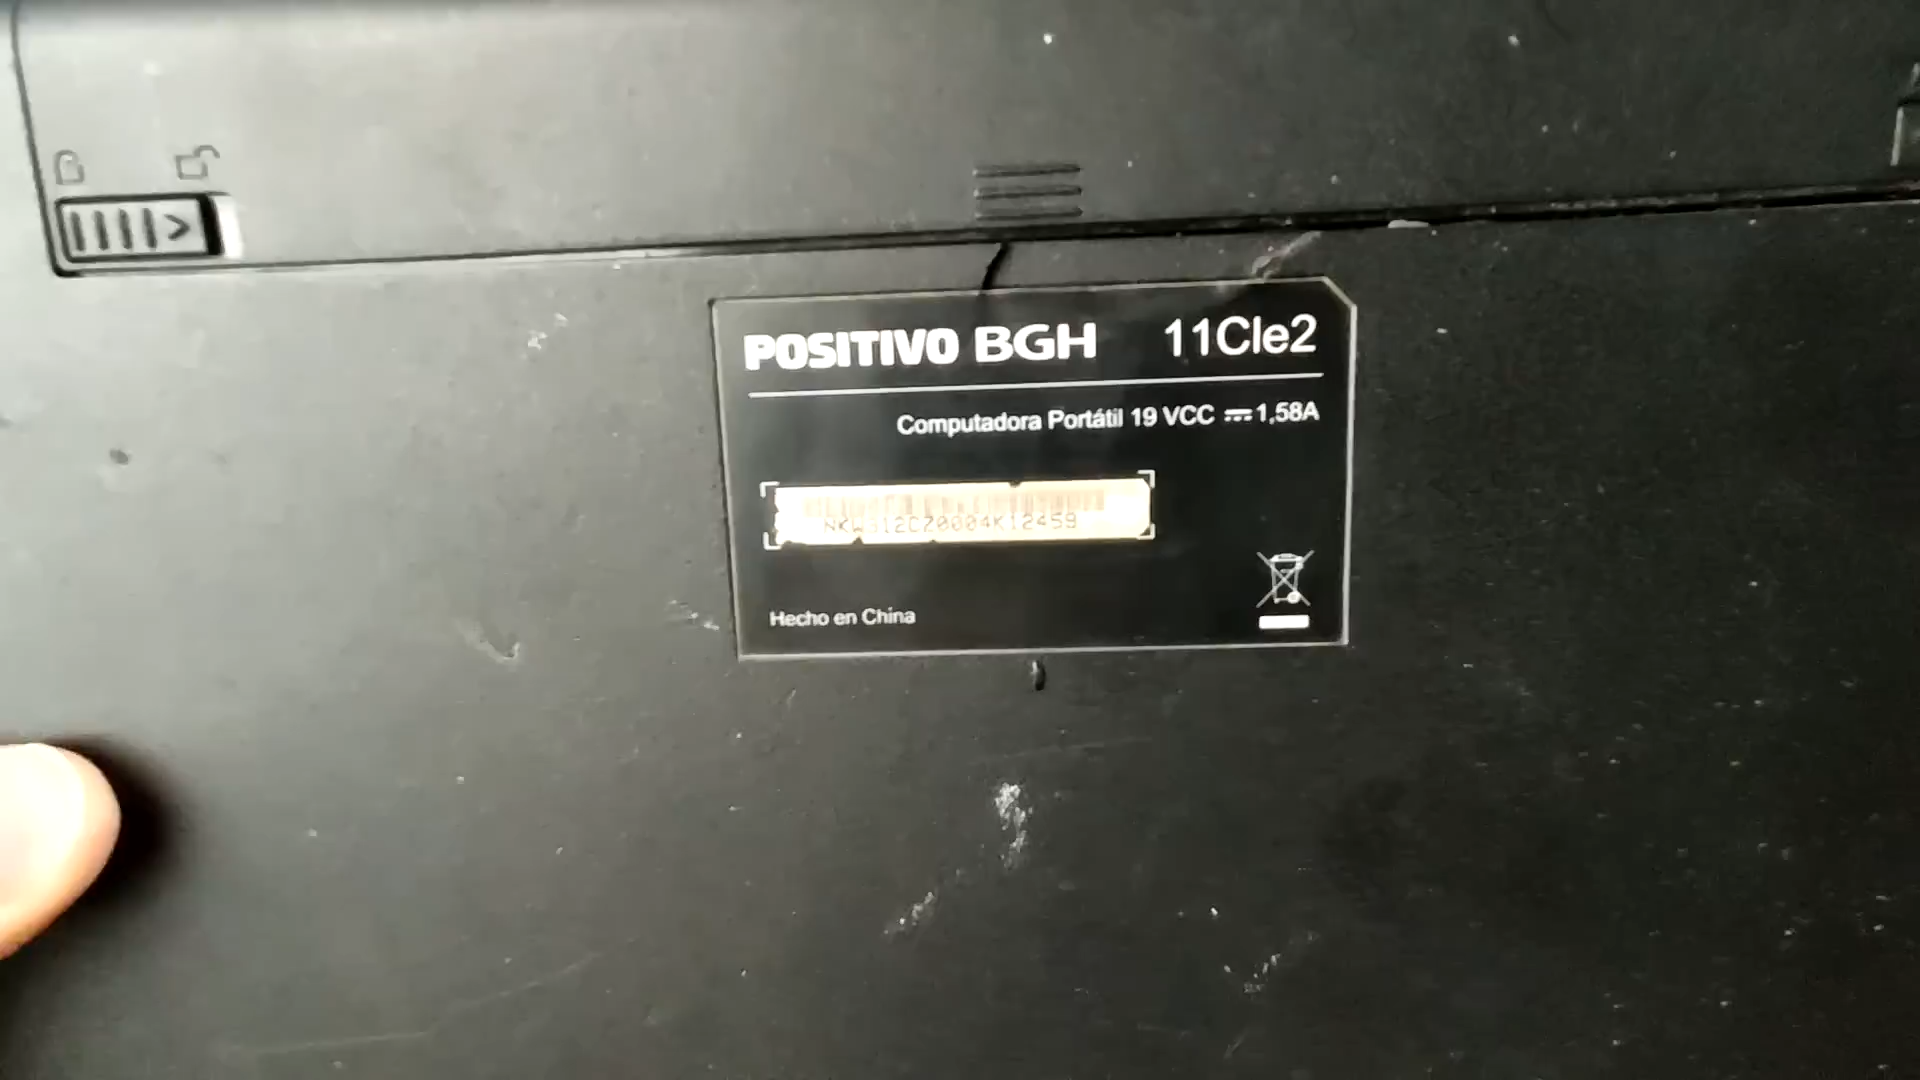 POSITIVO BGH 11Cle2
Computadora Portátil 19 VCC ⎓ 1,58A
Hecho en China